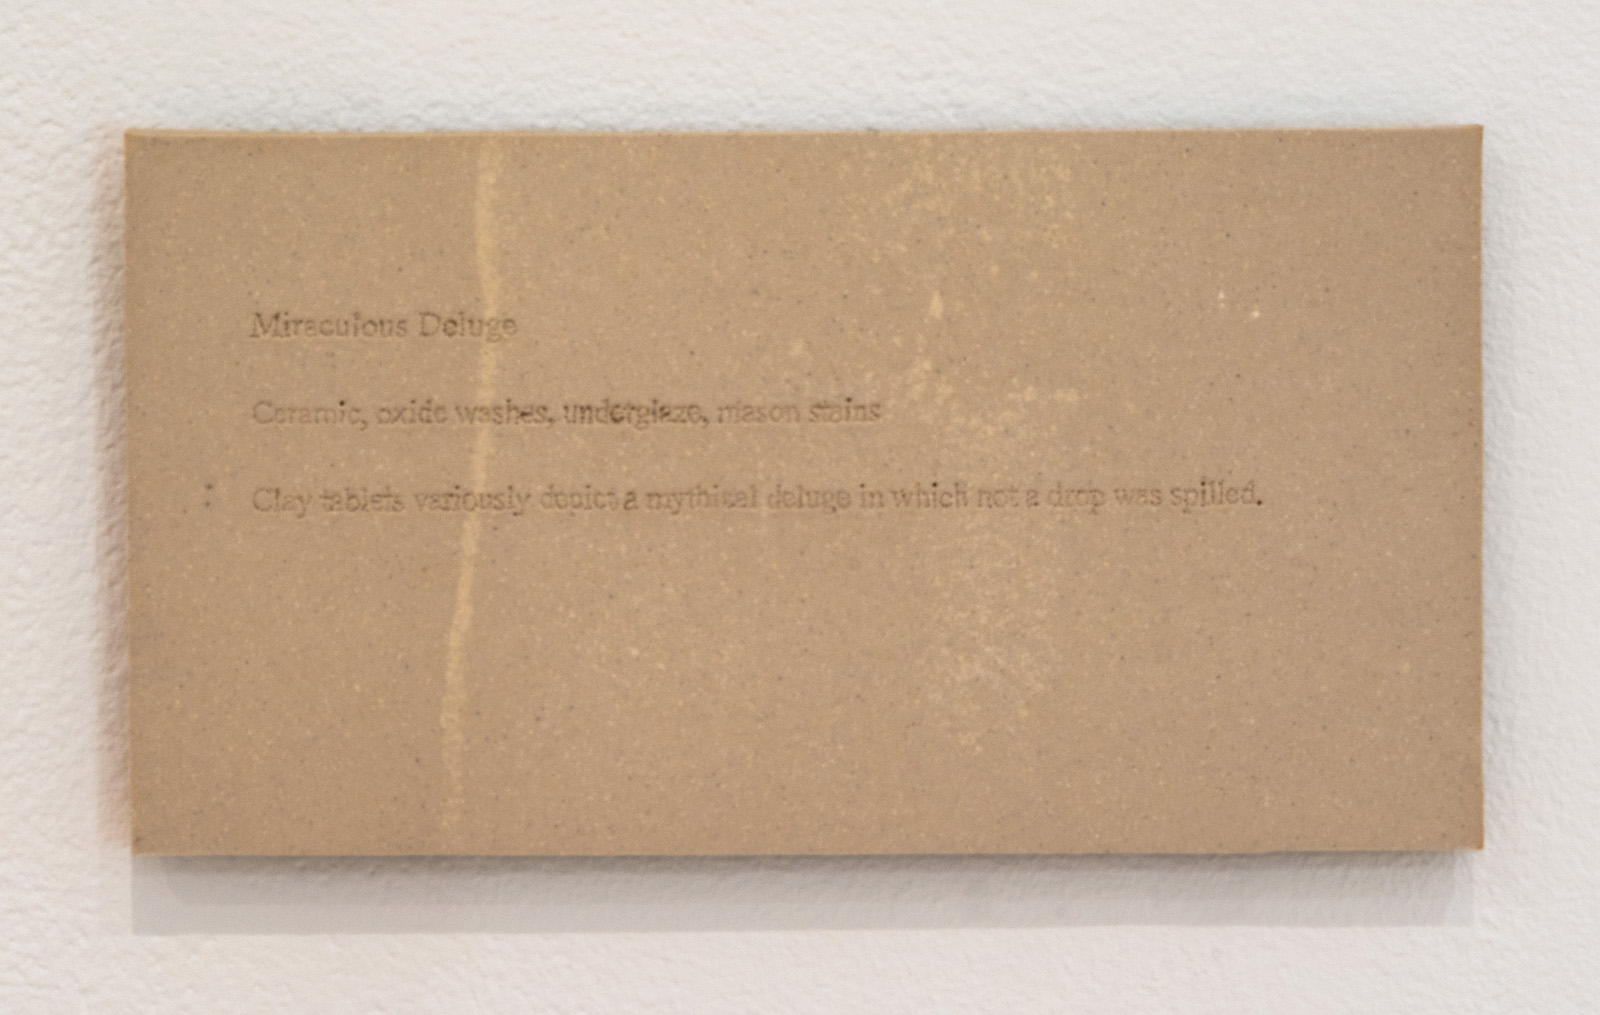 Miraculous Deluge
Ceramic, oxide washes, underglaze, mason stains
Clay tablets variously depict a mythical deluge in which not a drop was spilled.